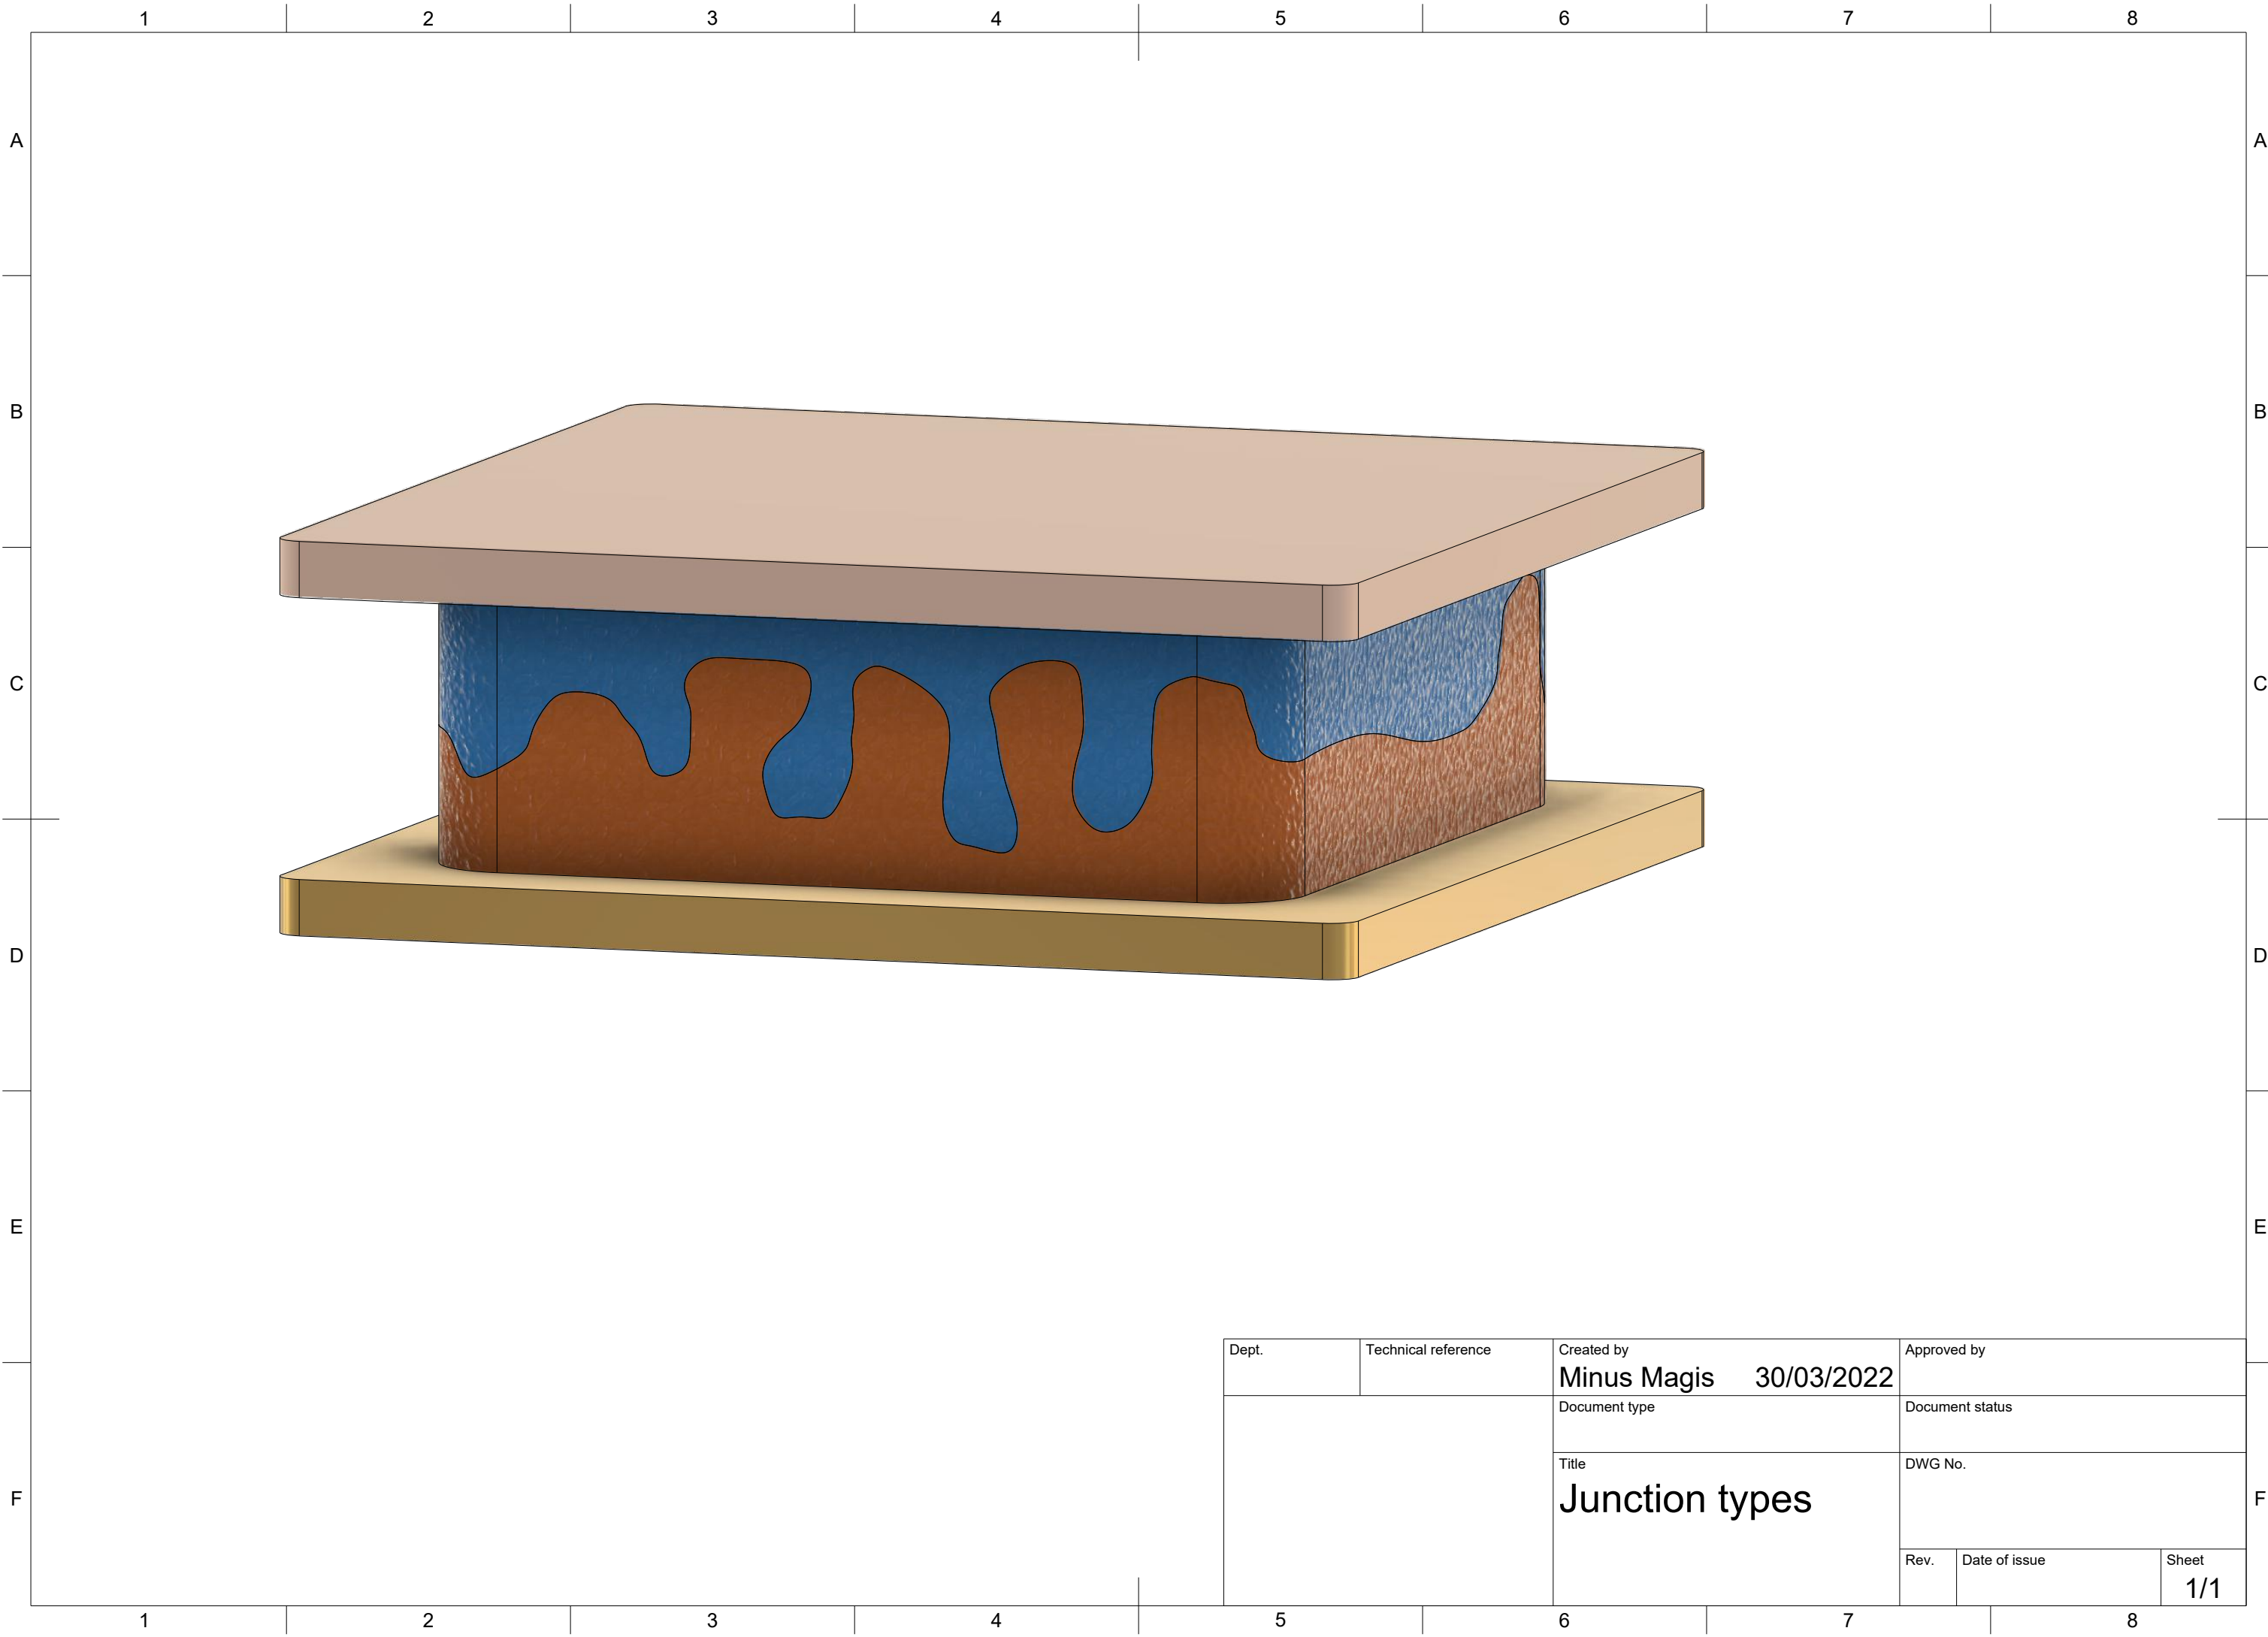 1 2 3 4 5 6 7 8
A A
B B
C C
D D
E E
F F
Dept. Technical reference Created by Approved by
Minus Magis 30/03/2022
Document type Document status
Title DWG No.
Junction types
Rev. Date of issue Sheet
1/1
1 2 3 4 5 6 7 8